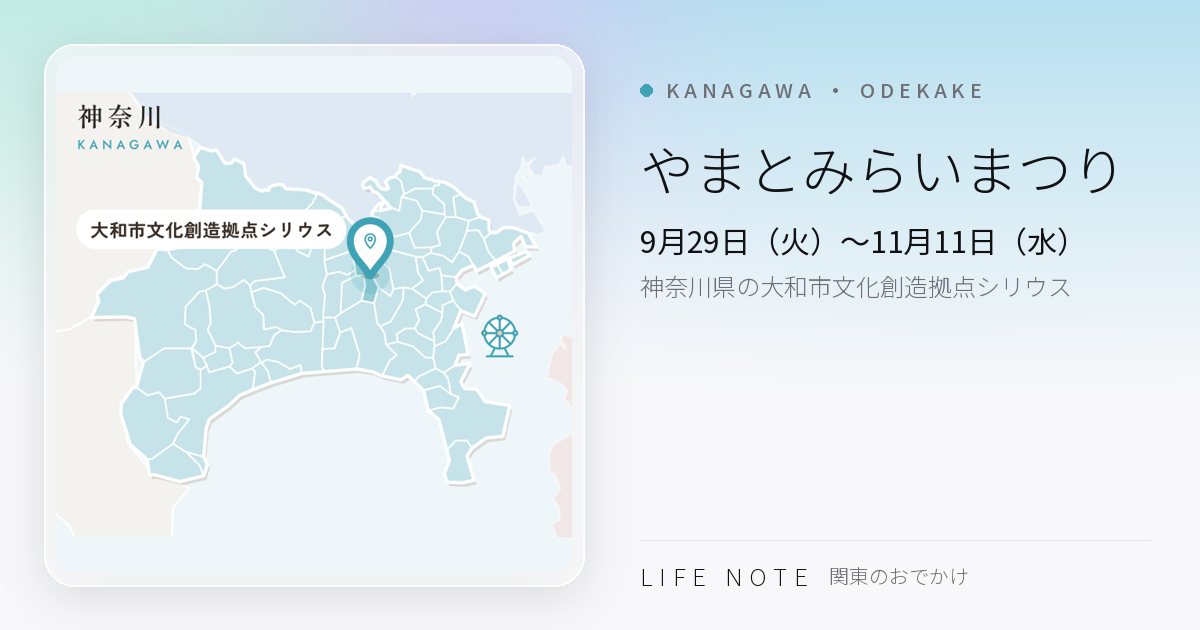 神奈川
KANAGAWA
大和市文化創造拠点シリウス
KANAGAWA • ODEKAKE
やまとみらいまつり
9月29日（火）〜11月11日（水）
神奈川県の大和市文化創造拠点シリウス
LIFE NOTE 関東のおでかけ